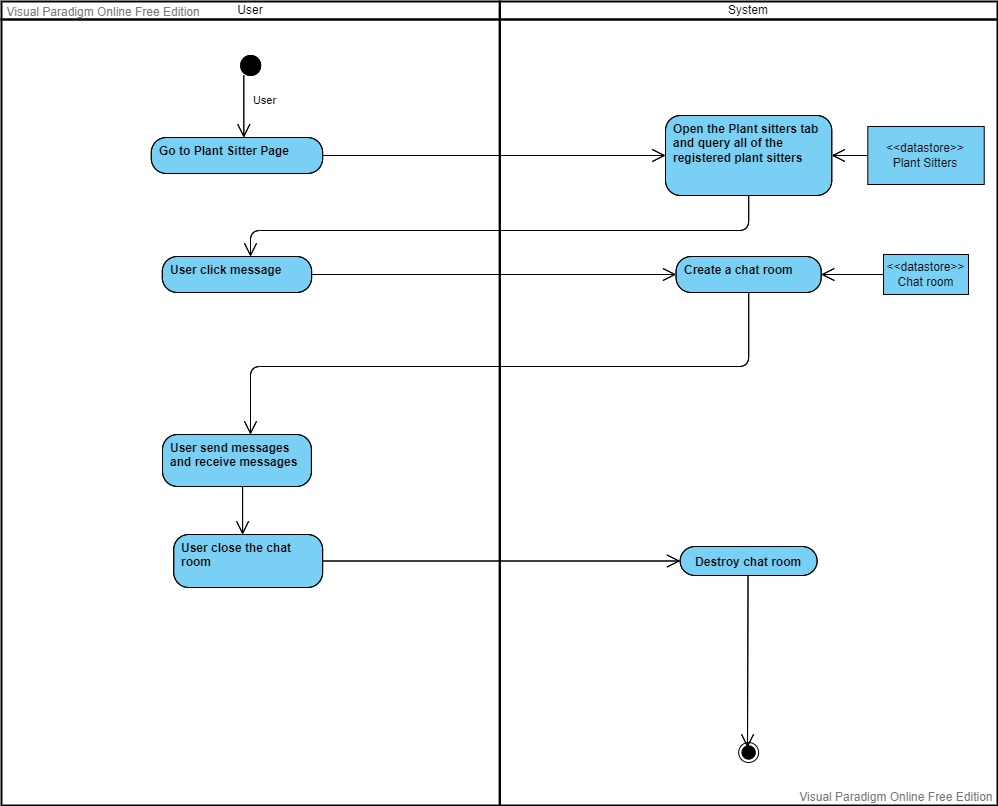 Visual Paradigm Online Free Edition
User
System
User
Go to Plant Sitter Page
Open the Plant sitters tab
and query all of the
registered plant sitters
<<datastore>>
Plant Sitters
User click message
Create a chat room
<<datastore>>
Chat room
User send messages
and receive messages
User close the chat
room
Destroy chat room
Visual Paradigm Online Free Edition